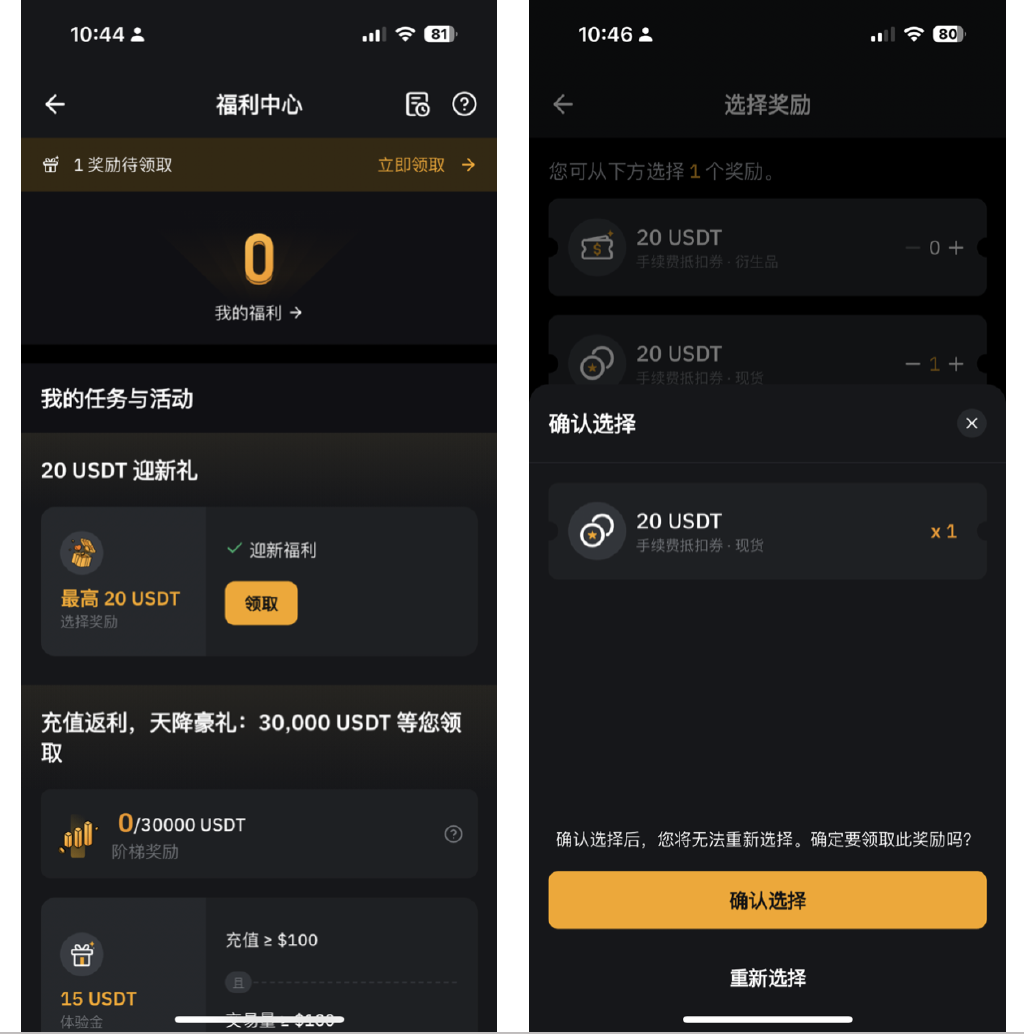 10:44
81
福利中心
1 奖励待领取
立即领取
0
我的福利
我的任务与活动
20 USDT 迎新礼
最高 20 USDT
选择奖励
迎新福利
领取
充值返利，天降豪礼：30,000 USDT 等您领
取
0/30000 USDT
阶梯奖励
15 USDT
体验金
充值 ≥ $100
且
交易量 ≥ $100
10:46
80
选择奖励
您可从下方选择 1 个奖励。
20 USDT
手续费抵扣券 · 衍生品
0
20 USDT
手续费抵扣券 · 现货
1
确认选择
20 USDT
手续费抵扣券 · 现货
x 1
确认选择后，您将无法重新选择。确定要领取此奖励吗？
确认选择
重新选择